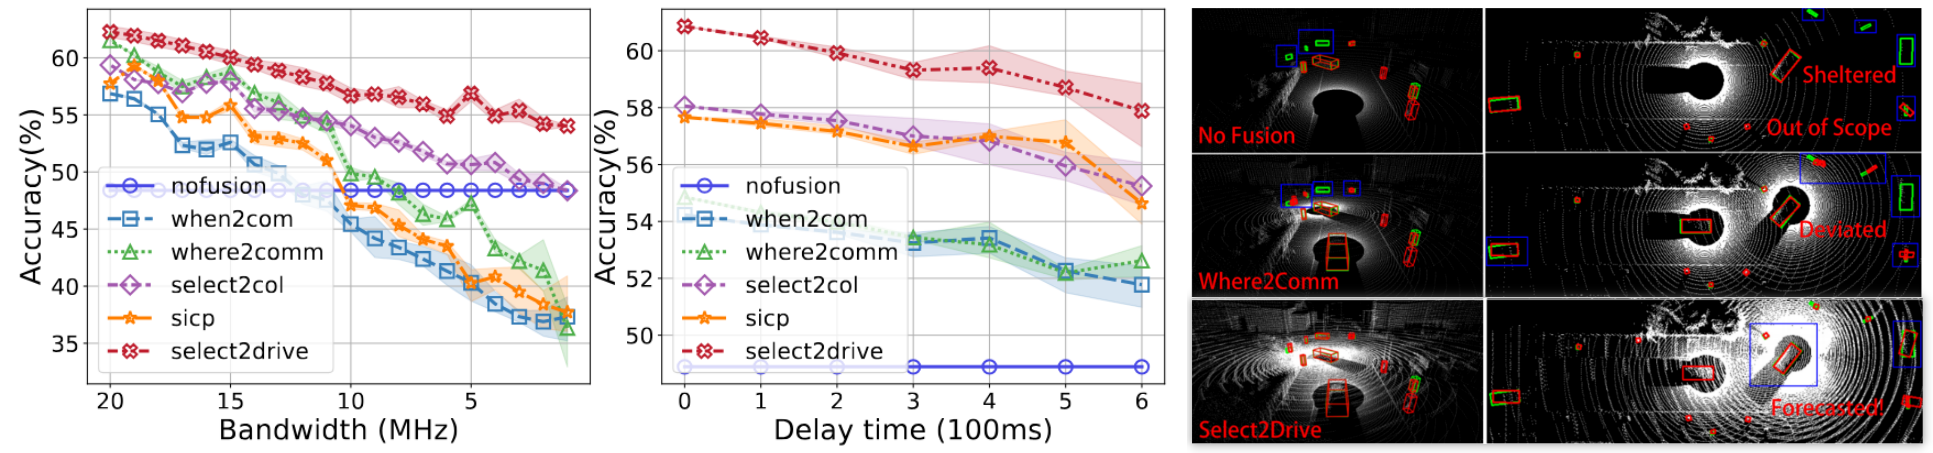 Accuracy(%)
60
55
50
45
40
35
nofusion
when2com
where2comm
select2col
sicp
select2drive
20
15
10
5
Bandwidth (MHz)
Accuracy(%)
60
58
56
54
52
50
nofusion
when2com
where2comm
select2col
sicp
select2drive
0
1
2
3
4
5
6
Delay time (100ms)
No Fusion
Sheltered
Out of Scope
Where2Comm
Deviated
Select2Drive
Forecasted!